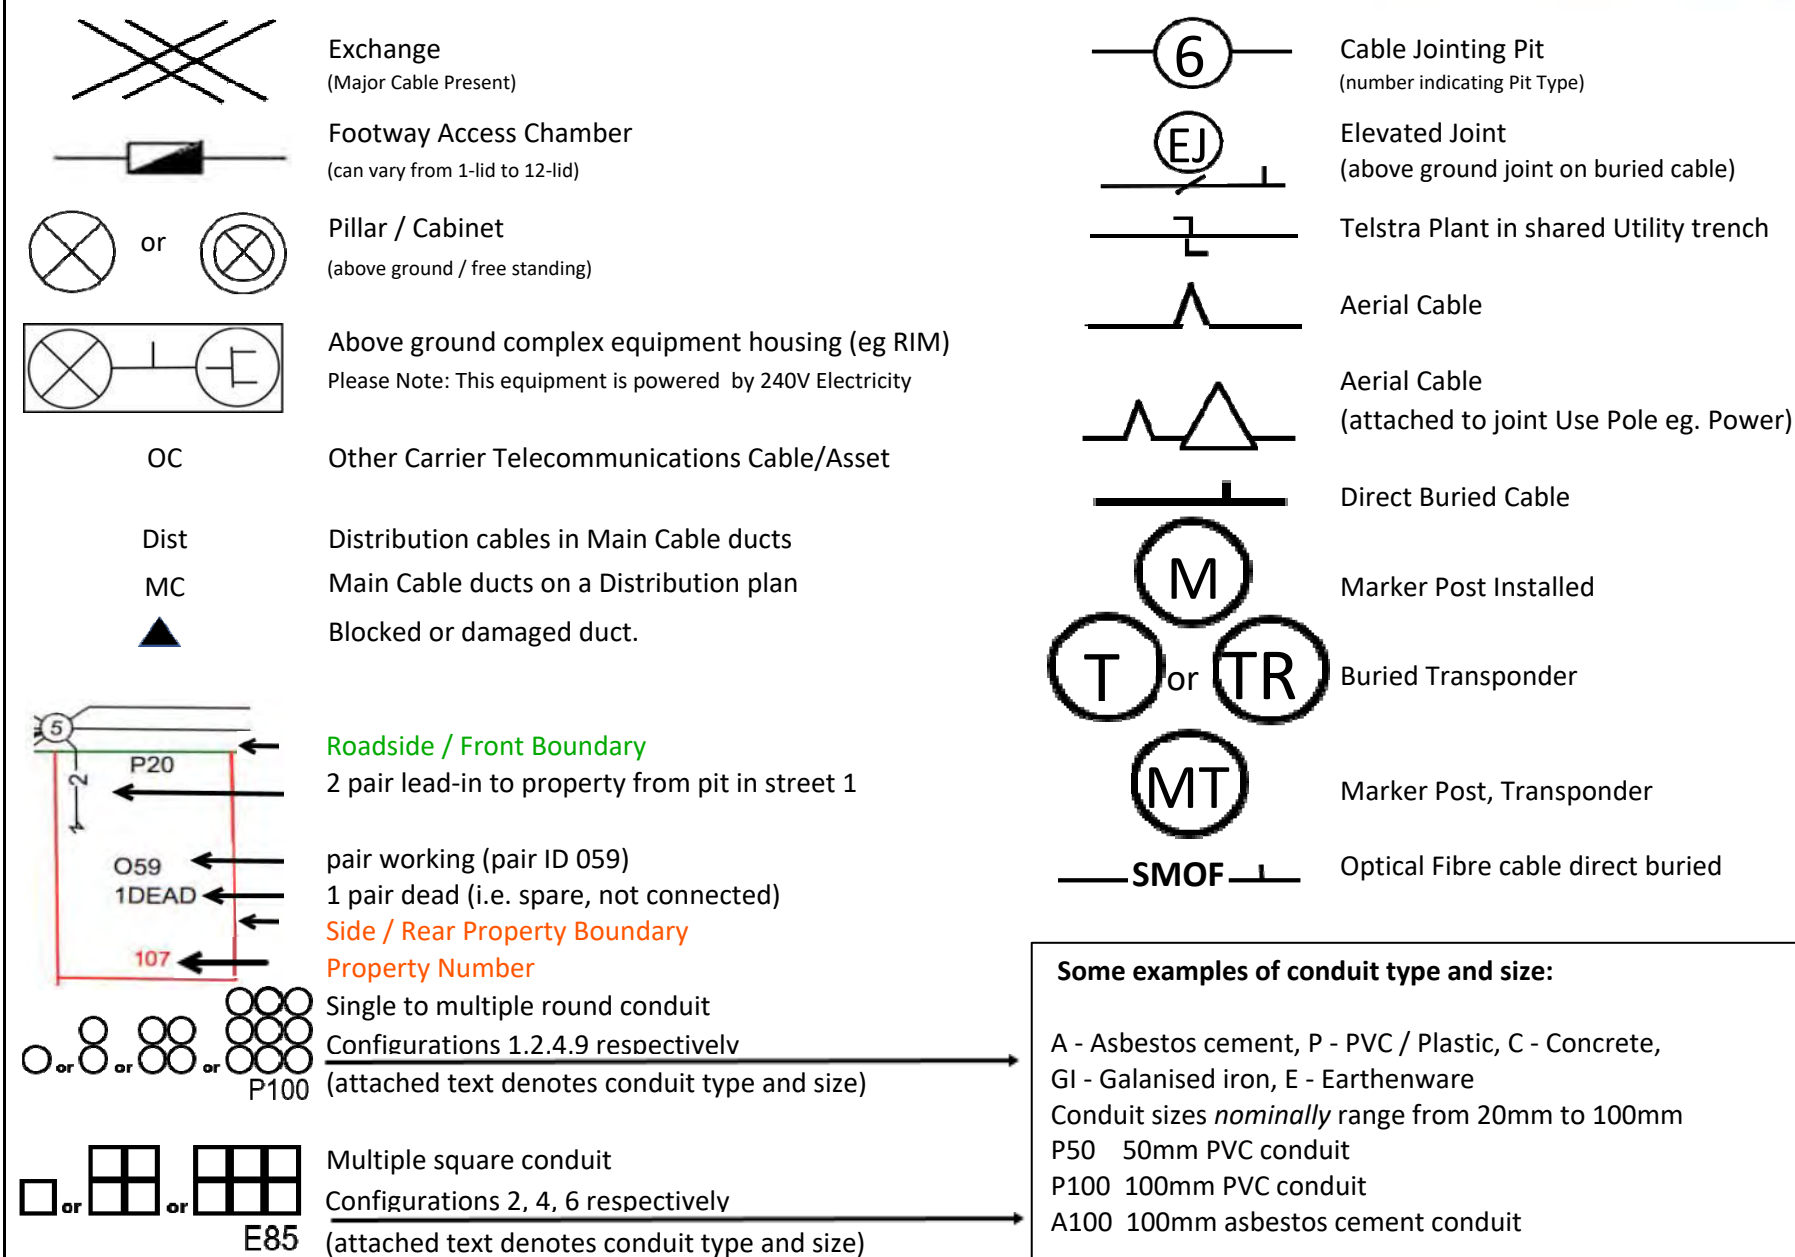 Exchange
(Major Cable Present)
Footway Access Chamber
(can vary from 1-lid to 12-lid)
or
Pillar / Cabinet
(above ground / free standing)
Above ground complex equipment housing (eg RIM)
Please Note: This equipment is powered by 240V Electricity
OC
Other Carrier Telecommunications Cable/Asset
Dist
Distribution cables in Main Cable ducts
MC
Main Cable ducts on a Distribution plan
Blocked or damaged duct.
5
Roadside / Front Boundary
P20
2
2 pair lead-in to property from pit in street 1
O59
pair working (pair ID 059)
1DEAD
1 pair dead (i.e. spare, not connected)
Side / Rear Property Boundary
107
Property Number
Single to multiple round conduit
Configurations 1.2.4.9 respectively
or or or
P100
(attached text denotes conduit type and size)
Multiple square conduit
Configurations 2, 4, 6 respectively
or or
E85
(attached text denotes conduit type and size)
6
Cable Jointing Pit
(number indicating Pit Type)
EJ
Elevated Joint
(above ground joint on buried cable)
Telstra Plant in shared Utility trench
Aerial Cable
Aerial Cable
(attached to joint Use Pole eg. Power)
Direct Buried Cable
M
Marker Post Installed
T or TR
Buried Transponder
MT
Marker Post, Transponder
SMOF
Optical Fibre cable direct buried
Some examples of conduit type and size:
A - Asbestos cement, P - PVC / Plastic, C - Concrete,
GI - Galanised iron, E - Earthenware
Conduit sizes nominally range from 20mm to 100mm
P50 50mm PVC conduit
P100 100mm PVC conduit
A100 100mm asbestos cement conduit